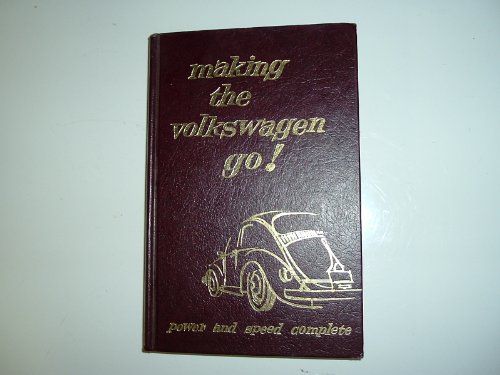 making
the
volkswagen
go!
power and speed complete